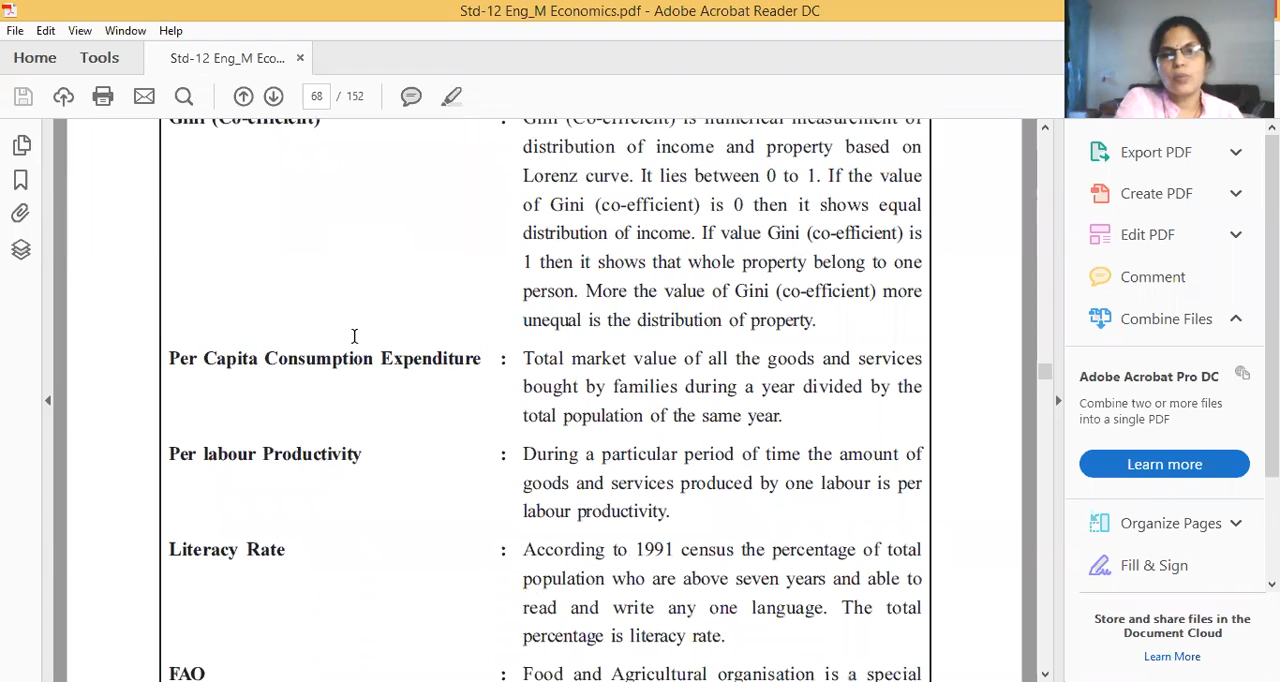 Std-12 Eng_M Economics.pdf - Adobe Acrobat Reader DC
File Edit View Window Help
Home Tools Std-12 Eng_M Eco... ×
68 / 152
Gini (Co-efficient) : Gini (Co-efficient) is numerical measurement of
distribution of income and property based on
Lorenz curve. It lies between 0 to 1. If the value
of Gini (co-efficient) is 0 then it shows equal
distribution of income. If value Gini (co-efficient) is
1 then it shows that whole property belong to one
person. More the value of Gini (co-efficient) more
unequal is the distribution of property.
Per Capita Consumption Expenditure : Total market value of all the goods and services
bought by families during a year divided by the
total population of the same year.
Per labour Productivity : During a particular period of time the amount of
goods and services produced by one labour is per
labour productivity.
Literacy Rate : According to 1991 census the percentage of total
population who are above seven years and able to
read and write any one language. The total
percentage is literacy rate.
FAO : Food and Agricultural organisation is a special
Export PDF
Create PDF
Edit PDF
Comment
Combine Files
Adobe Acrobat Pro DC
Combine two or more files
into a single PDF
Learn more
Organize Pages
Fill & Sign
Store and share files in the
Document Cloud
Learn More